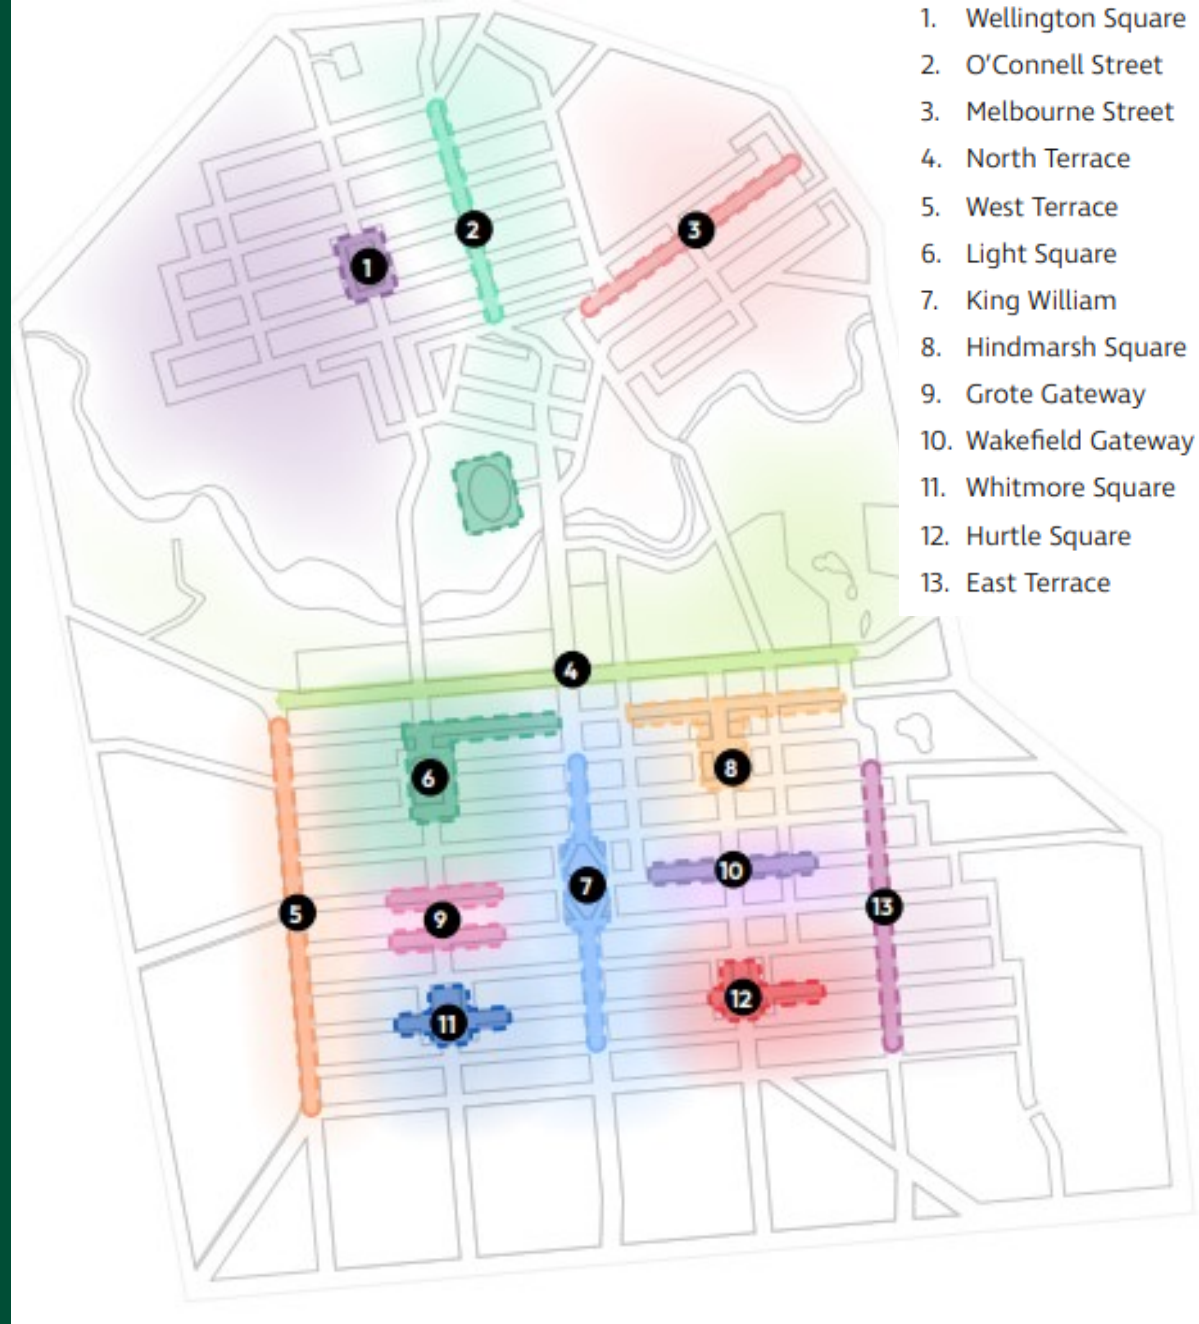 1. Wellington Square
2. O'Connell Street
3. Melbourne Street
4. North Terrace
5. West Terrace
6. Light Square
7. King William
8. Hindmarsh Square
9. Grote Gateway
10. Wakefield Gateway
11. Whitmore Square
12. Hurtle Square
13. East Terrace
2
3
1
4
8
6
10
7
13
5
9
12
11